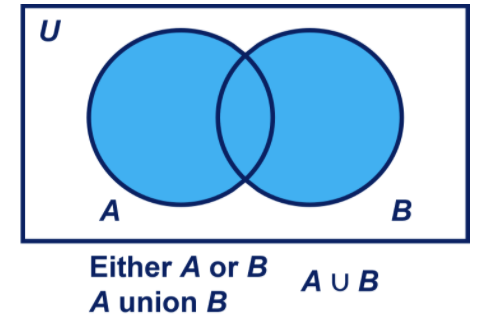 U
A
B
Either A or B
A union B
A ∪ B